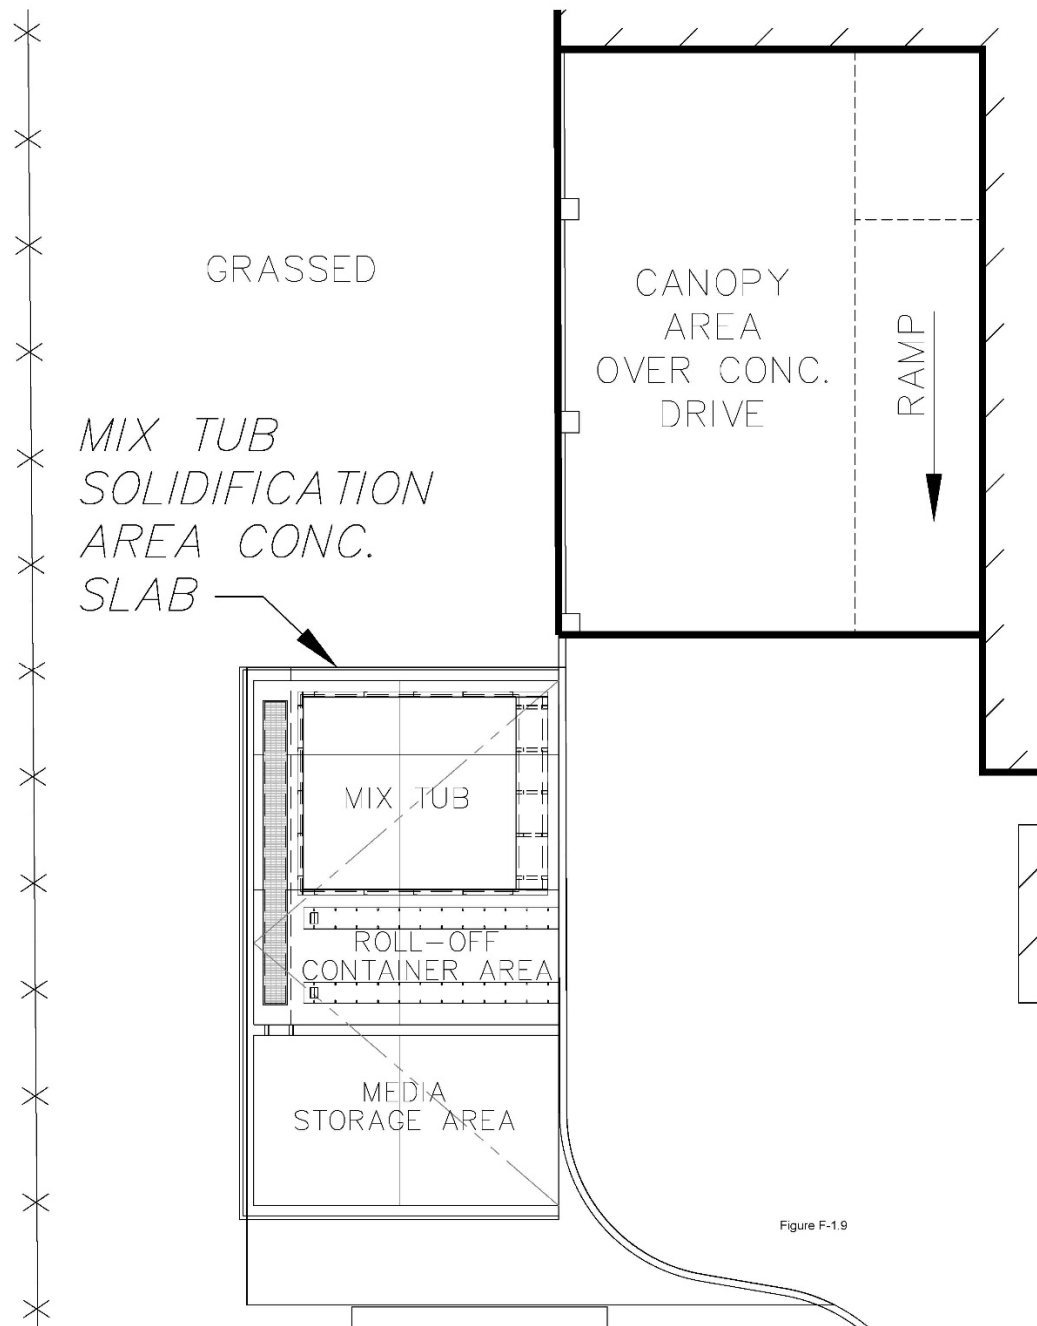 GRASSED
CANOPY
AREA
OVER CONC.
DRIVE
RAMP
MIX TUB
SOLIDIFICATION
AREA CONC.
SLAB
MIX TUB
ROLL-OFF
CONTAINER AREA
MEDIA
STORAGE AREA
Figure F-1.9